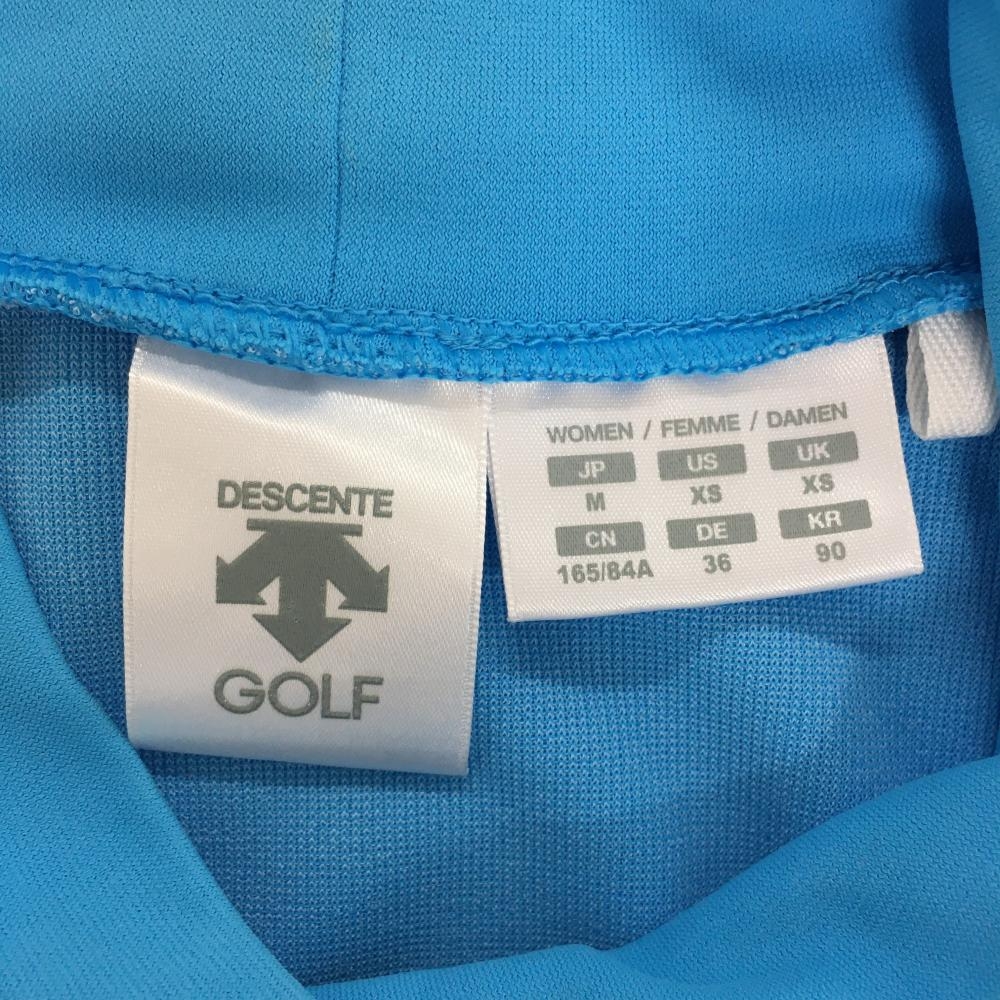 DESCENTE
GOLF
WOMEN / FEMME / DAMEN
JP US UK
M XS XS
CN DE KR
165/84A 36 90